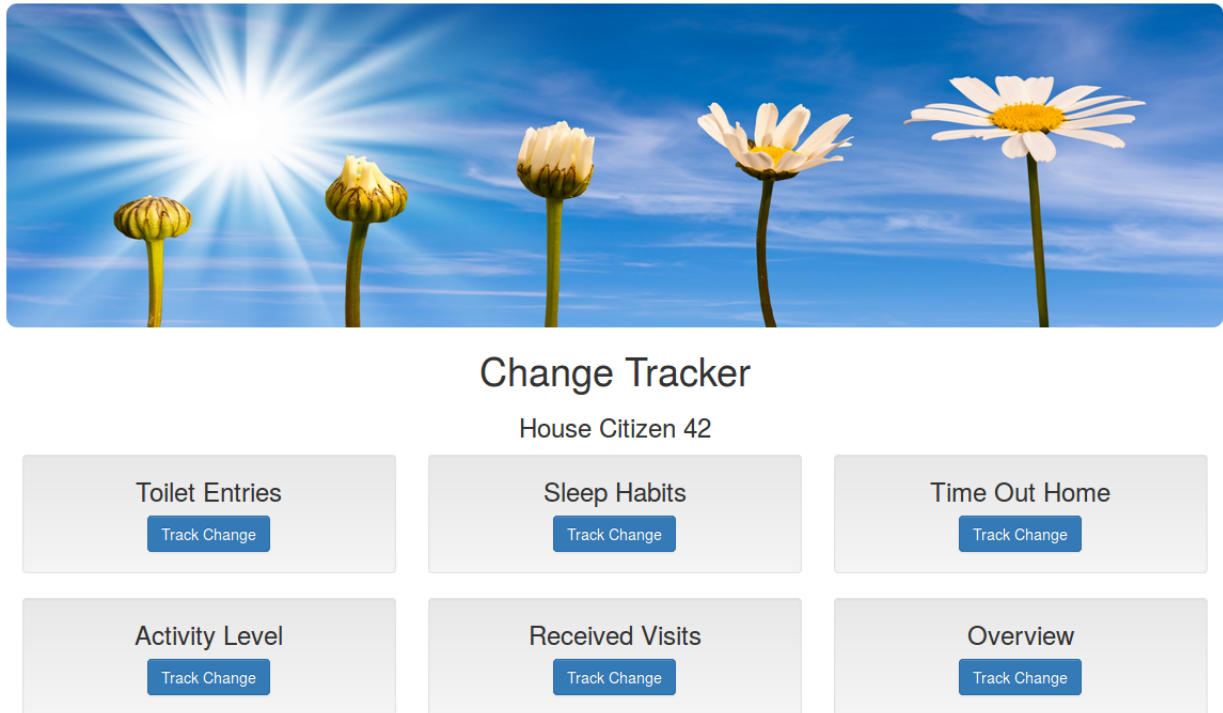 Change Tracker
House Citizen 42
Toilet Entries
Sleep Habits
Time Out Home
Track Change
Track Change
Track Change
Activity Level
Received Visits
Overview
Track Change
Track Change
Track Change